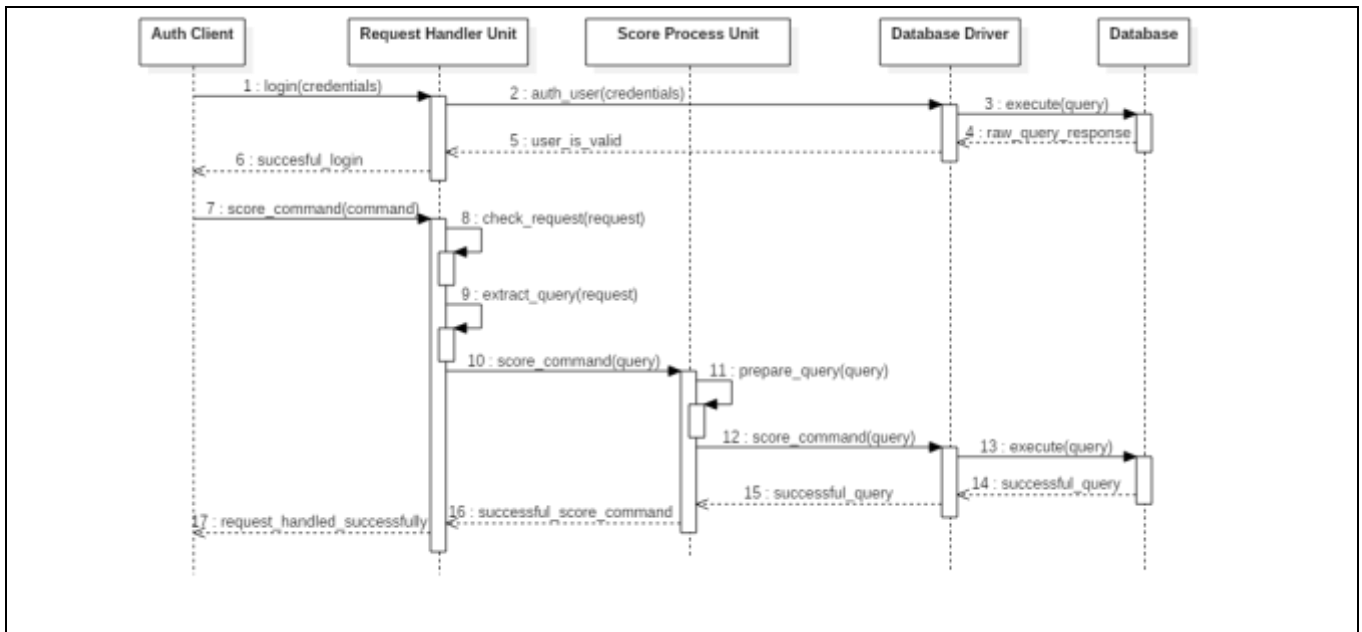 Auth Client
Request Handler Unit
Score Process Unit
Database Driver
Database
1 : login(credentials)
2 : auth_user(credentials)
3 : execute(query)
4 : raw_query_response
5 : user_is_valid
6 : succesful_login
7 : score_command(command)
8 : check_request(request)
9 : extract_query(request)
10 : score_command(query)
11 : prepare_query(query)
12 : score_command(query)
13 : execute(query)
14 : successful_query
15 : successful_query
16 : successful_score_command
17 : request_handled_successfully